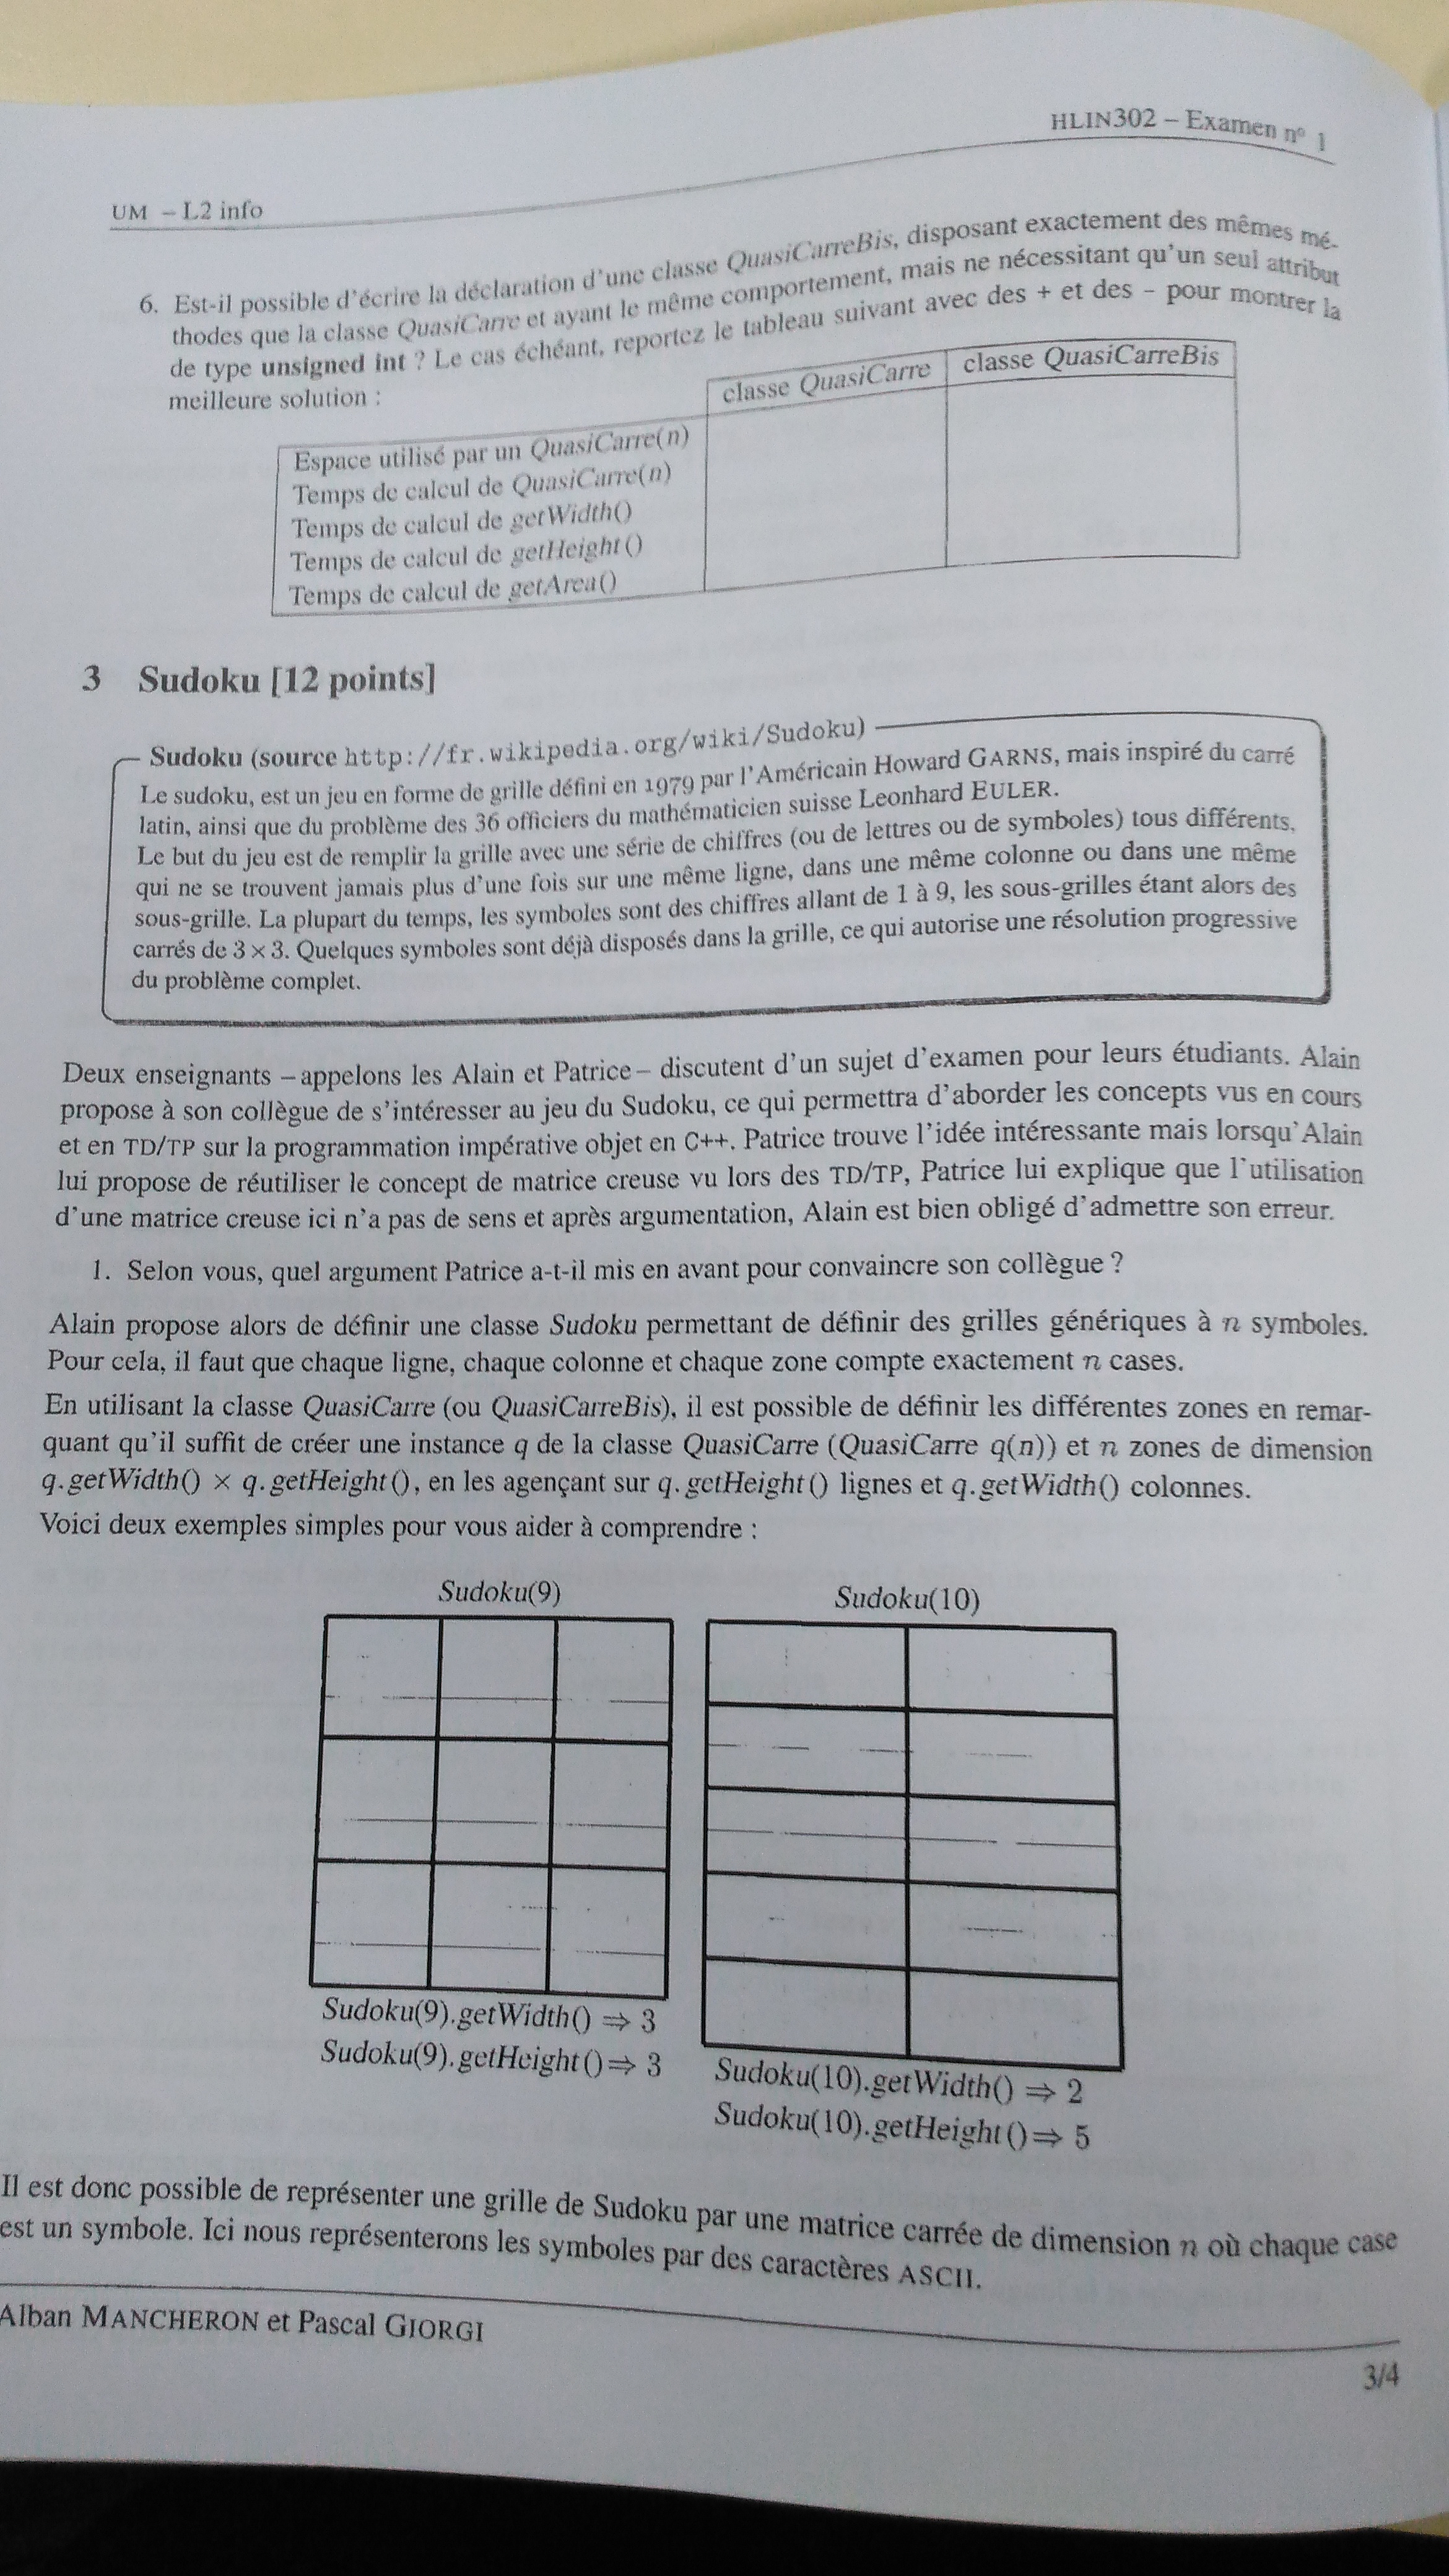 HLIN302 – Examen nº 1
UM – L2 info
6. Est-il possible d'écrire la déclaration d'une classe QuasiCarreBis, disposant exactement des mêmes mé-
thodes que la classe QuasiCarre et ayant le même comportement, mais ne nécessitant qu'un seul attribut
de type unsigned int ? Le cas échéant, reportez le tableau suivant avec des + et des – pour montrer la
meilleure solution :
classe QuasiCarre classe QuasiCarreBis
Espace utilisé par un QuasiCarre(n)
Temps de calcul de QuasiCarre(n)
Temps de calcul de getWidth()
Temps de calcul de getHeight()
Temps de calcul de getArea()
3 Sudoku [12 points]
Sudoku (source http://fr.wikipedia.org/wiki/Sudoku)
Le sudoku, est un jeu en forme de grille défini en 1979 par l'Américain Howard GARNS, mais inspiré du carré
latin, ainsi que du problème des 36 officiers du mathématicien suisse Leonhard EULER.
Le but du jeu est de remplir la grille avec une série de chiffres (ou de lettres ou de symboles) tous différents,
qui ne se trouvent jamais plus d'une fois sur une même ligne, dans une même colonne ou dans une même
sous-grille. La plupart du temps, les symboles sont des chiffres allant de 1 à 9, les sous-grilles étant alors des
carrés de 3 × 3. Quelques symboles sont déjà disposés dans la grille, ce qui autorise une résolution progressive
du problème complet.
Deux enseignants – appelons les Alain et Patrice – discutent d'un sujet d'examen pour leurs étudiants. Alain
propose à son collègue de s'intéresser au jeu du Sudoku, ce qui permettra d'aborder les concepts vus en cours
et en TD/TP sur la programmation impérative objet en C++. Patrice trouve l'idée intéressante mais lorsqu'Alain
lui propose de réutiliser le concept de matrice creuse vu lors des TD/TP, Patrice lui explique que l'utilisation
d'une matrice creuse ici n'a pas de sens et après argumentation, Alain est bien obligé d'admettre son erreur.
1. Selon vous, quel argument Patrice a-t-il mis en avant pour convaincre son collègue ?
Alain propose alors de définir une classe Sudoku permettant de définir des grilles génériques à n symboles.
Pour cela, il faut que chaque ligne, chaque colonne et chaque zone compte exactement n cases.
En utilisant la classe QuasiCarre (ou QuasiCarreBis), il est possible de définir les différentes zones en remar-
quant qu'il suffit de créer une instance q de la classe QuasiCarre (QuasiCarre q(n)) et n zones de dimension
q.getWidth() × q.getHeight(), en les agençant sur q.getHeight() lignes et q.getWidth() colonnes.
Voici deux exemples simples pour vous aider à comprendre :
Sudoku(9) Sudoku(10)
Sudoku(9).getWidth() ⇒ 3
Sudoku(9).getHeight() ⇒ 3
Sudoku(10).getWidth() ⇒ 2
Sudoku(10).getHeight() ⇒ 5
Il est donc possible de représenter une grille de Sudoku par une matrice carrée de dimension n où chaque case
est un symbole. Ici nous représenterons les symboles par des caractères ASCII.
Alban MANCHERON et Pascal GIORGI
3/4